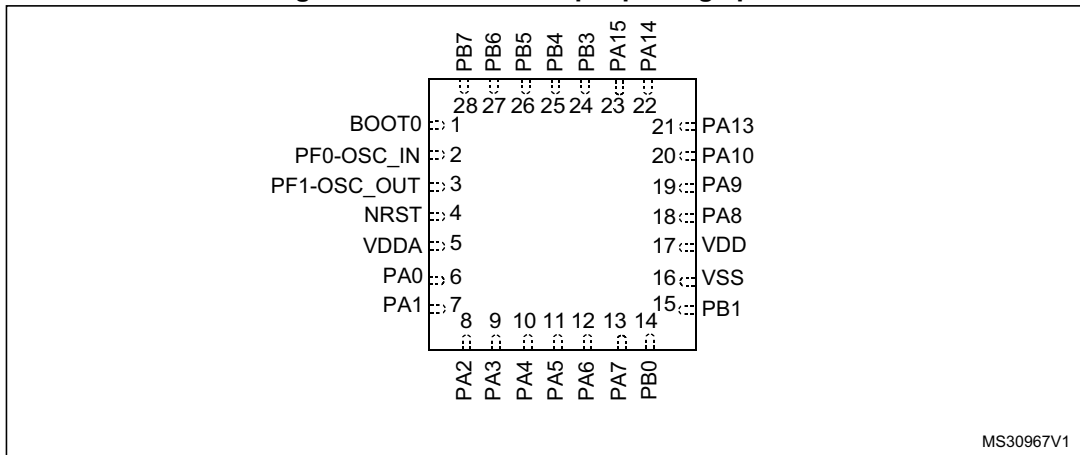 PB7 PB6 PB5 PB4 PB3 PA15 PA14
28 27 26 25 24 23 22
BOOT0 1 21 PA13
PF0-OSC_IN 2 20 PA10
PF1-OSC_OUT 3 19 PA9
NRST 4 18 PA8
VDDA 5 17 VDD
PA0 6 16 VSS
PA1 7 15 PB1
8 9 10 11 12 13 14
PA2 PA3 PA4 PA5 PA6 PA7 PB0
MS30967V1